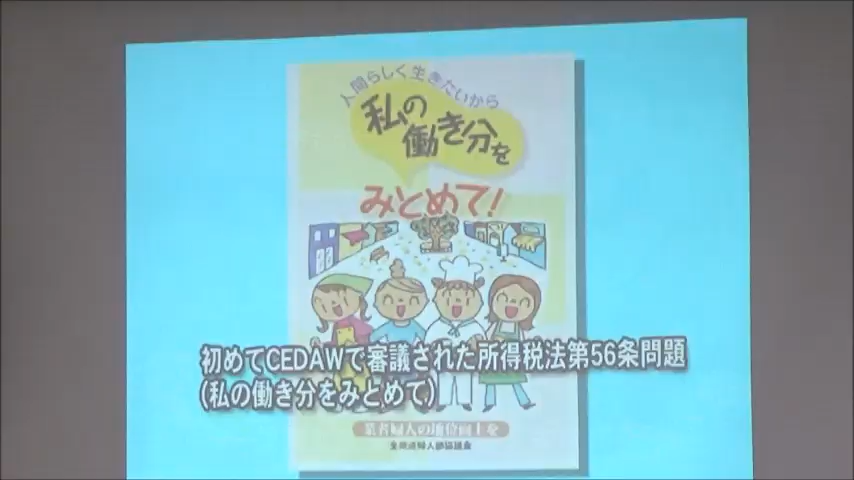 人間らしく生きたいから
私の
働き分を
みとめて!
初めてCEDAWで審議された所得税法第56条問題
(私の働き分をみとめて)
業者婦人の地位向上を
全商連婦人部協議会